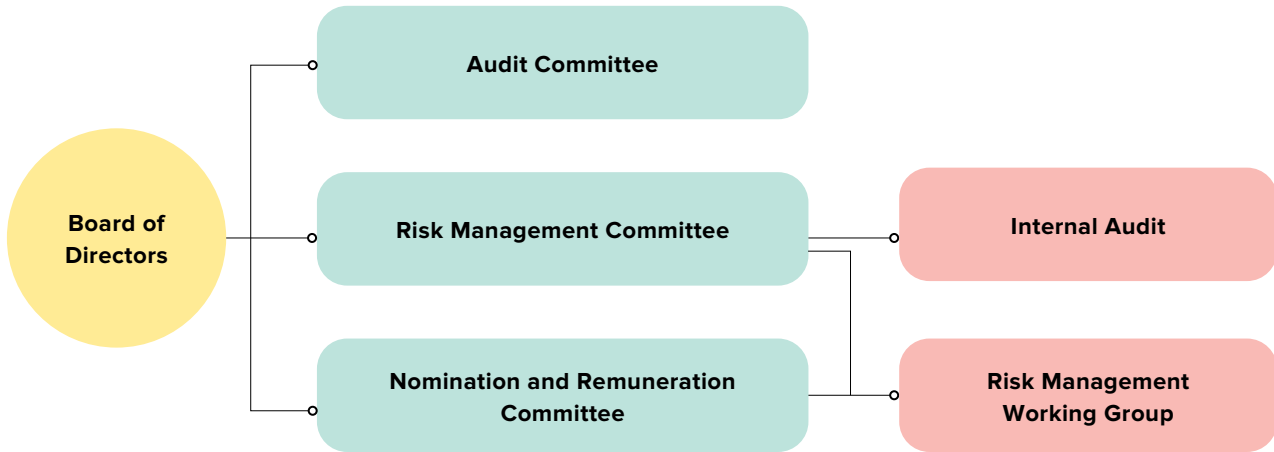 Audit Committee
Board of
Directors
Risk Management Committee
Internal Audit
Nomination and Remuneration
Committee
Risk Management
Working Group